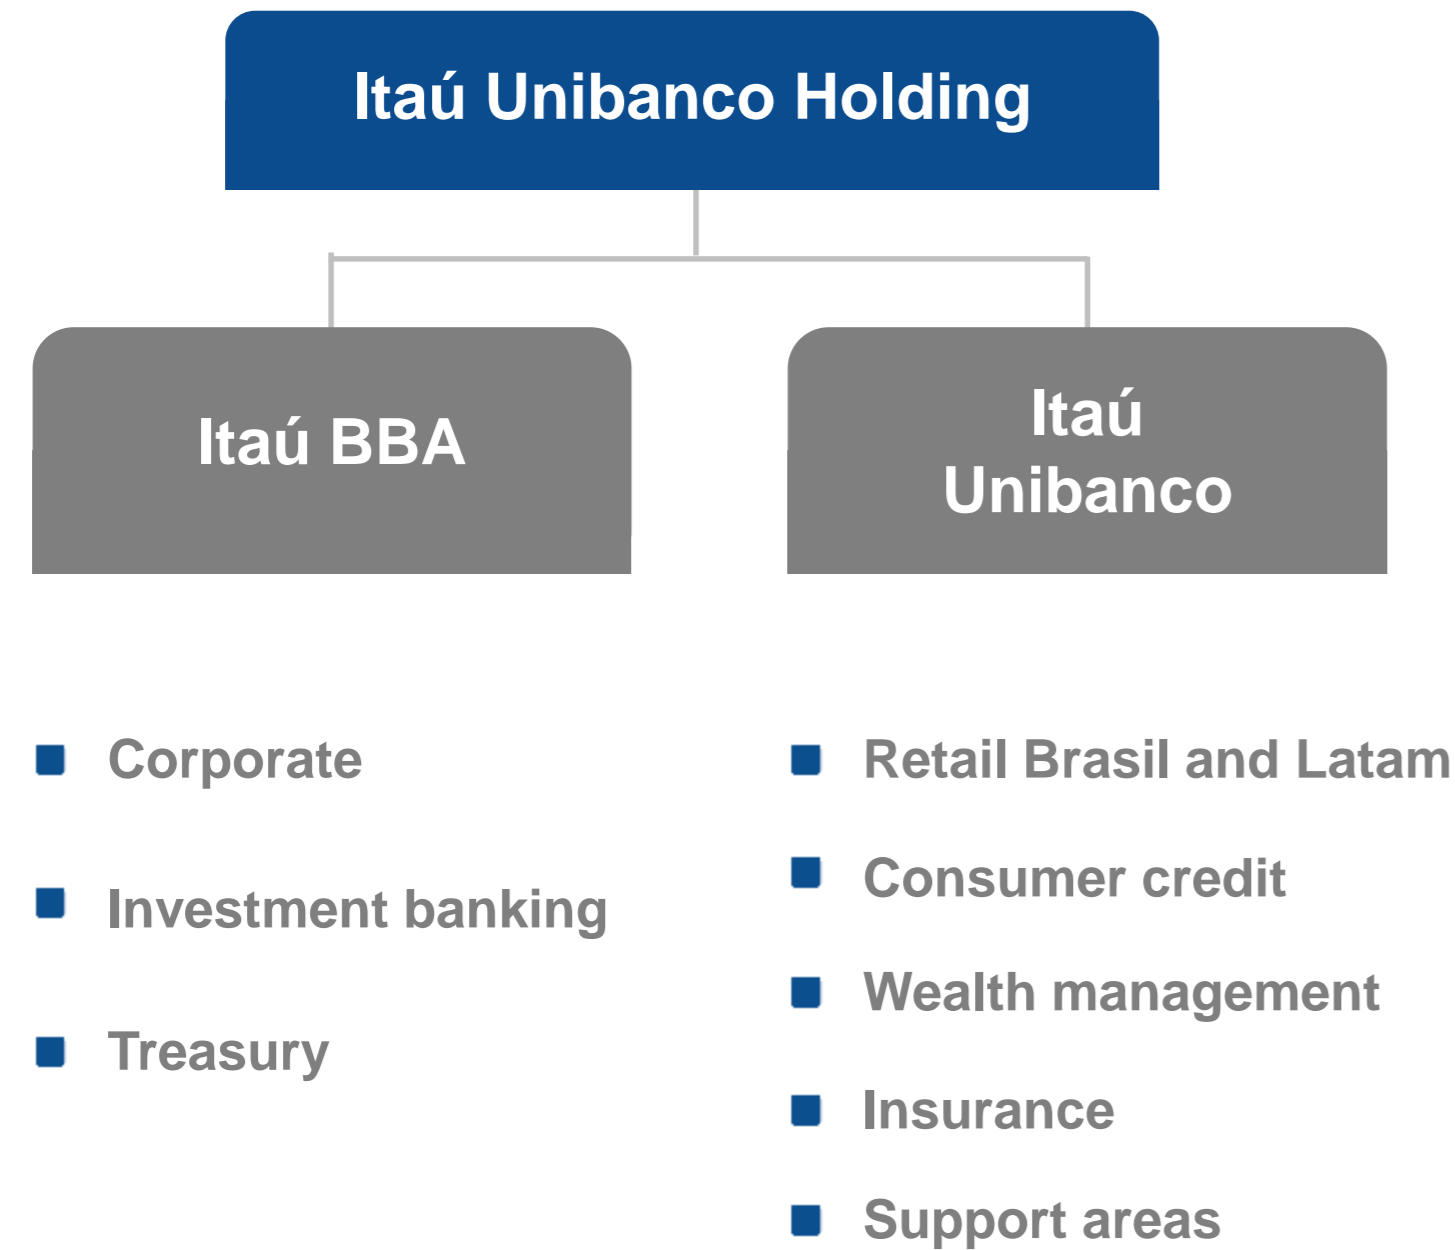 Itaú Unibanco Holding
Itaú BBA
Itaú
Unibanco
Corporate
Investment banking
Treasury
Retail Brasil and Latam
Consumer credit
Wealth management
Insurance
Support areas